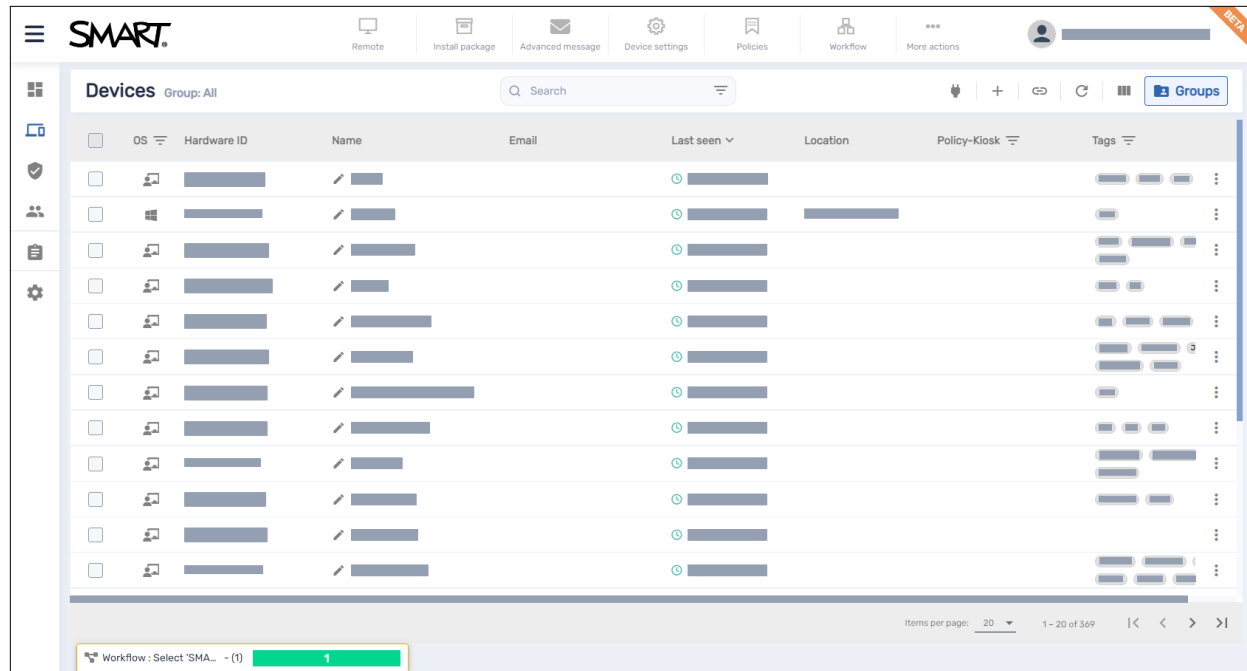 SMART
Remote
Install package
Advanced message
Device settings
Policies
Workflow
More actions
BETA
Devices Group: All
Search
Groups
OS Hardware ID Name Email Last seen Location Policy-Kiosk Tags
Items per page: 20 1 - 20 of 369
Workflow : Select 'SMA... - (1) 1